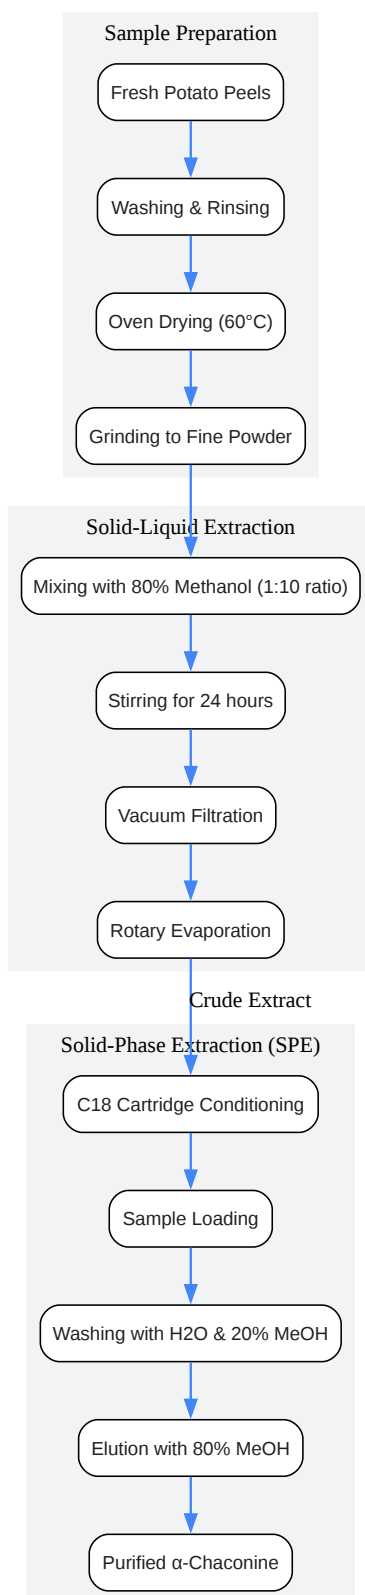 Sample Preparation
Fresh Potato Peels
Washing & Rinsing
Oven Drying (60°C)
Grinding to Fine Powder
Solid-Liquid Extraction
Mixing with 80% Methanol (1:10 ratio)
Stirring for 24 hours
Vacuum Filtration
Rotary Evaporation
Crude Extract
Solid-Phase Extraction (SPE)
C18 Cartridge Conditioning
Sample Loading
Washing with H2O & 20% MeOH
Elution with 80% MeOH
Purified α-Chaconine